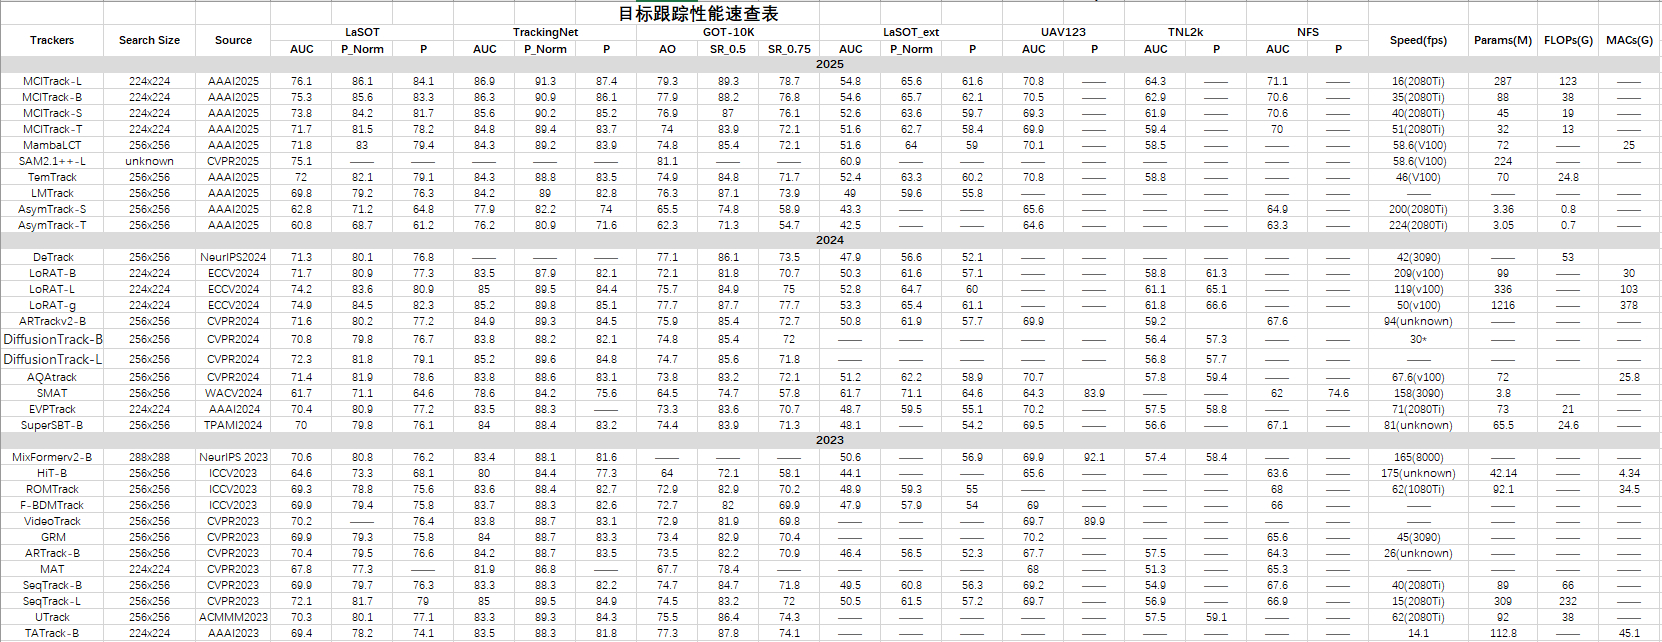 目标跟踪性能速查表
Trackers Search Size Source LaSOT TrackingNet GOT-10K LaSOT_ext UAV123 TNL2k NFS Speed(fps) Params(M) FLOPs(G) MACs(G)
AUC P_Norm P AUC P_Norm P AO SR_0.5 SR_0.75 AUC P_Norm P AUC P AUC P AUC P
2025
MCITrack-L 224x224 AAAI2025 76.1 86.1 84.1 86.9 91.3 87.4 79.3 89.3 78.7 54.8 65.6 61.6 70.8 —— 64.3 —— 71.1 —— 16(2080Ti) 287 123 ——
MCITrack-B 224x224 AAAI2025 75.3 85.6 83.3 86.3 90.9 86.1 77.9 88.2 76.8 54.6 65.7 62.1 70.5 —— 62.9 —— 70.6 —— 35(2080Ti) 88 38 ——
MCITrack-S 224x224 AAAI2025 73.8 84.2 81.7 85.6 90.2 85.2 76.9 87 76.1 52.6 63.6 59.7 69.3 —— 61.9 —— 70.6 —— 40(2080Ti) 45 19 ——
MCITrack-T 224x224 AAAI2025 71.7 81.5 78.2 84.8 89.4 83.7 74 83.9 72.1 51.6 62.7 58.4 69.9 —— 59.4 —— 70 —— 51(2080Ti) 32 13 ——
MambaLCT 256x256 AAAI2025 71.8 83 79.4 84.3 89.2 83.9 74.8 85.4 72.1 51.6 64 59 70.1 —— 58.5 —— —— —— 58.6(V100) 72 —— 25
SAM2.1++-L unknown CVPR2025 75.1 —— —— —— —— —— 81.1 —— —— 60.9 —— —— —— —— —— —— —— —— 58.6(V100) 224 —— ——
TemTrack 256x256 AAAI2025 72 82.1 79.1 84.3 88.8 83.5 74.9 84.8 71.7 52.4 63.3 60.2 70.8 —— 58.8 —— —— —— 46(V100) 70 24.8 ——
LMTrack 256x256 AAAI2025 69.8 79.2 76.3 84.2 89 82.8 76.3 87.1 73.9 49 59.6 55.8 —— —— —— —— —— —— —— —— —— ——
AsymTrack-S 256x256 AAAI2025 62.8 71.2 64.8 77.9 82.2 74 65.5 74.8 58.9 43.3 —— —— 65.6 —— —— —— 64.9 —— 200(2080Ti) 3.36 0.8 ——
AsymTrack-T 256x256 AAAI2025 60.8 68.7 61.2 76.2 80.9 71.6 62.3 71.3 54.7 42.5 —— —— 64.6 —— —— —— 63.3 —— 224(2080Ti) 3.05 0.7 ——
2024
DeTrack 256x256 NeurIPS2024 71.3 80.1 76.8 —— —— —— 77.1 86.1 73.5 47.9 56.6 52.1 —— —— —— —— —— —— 42(3090) —— 53 
LoRAT-B 224x224 ECCV2024 71.7 80.9 77.3 83.5 87.9 82.1 72.1 81.8 70.7 50.3 61.6 57.1 —— —— 58.8 61.3 —— —— 209(v100) 99 —— 30
LoRAT-L 224x224 ECCV2024 74.2 83.6 80.9 85 89.5 84.4 75.7 84.9 75 52.8 64.7 60 —— —— 61.1 65.1 —— —— 119(v100) 336 —— 103
LoRAT-g 224x224 ECCV2024 74.9 84.5 82.3 85.2 89.8 85.1 77.7 87.7 77.7 53.3 65.4 61.1 —— —— 61.8 66.6 —— —— 50(v100) 1216 —— 378
ARTrackv2-B 256x256 CVPR2024 71.6 80.2 77.2 84.9 89.3 84.5 75.9 85.4 72.7 50.8 61.9 57.7 69.9 —— 59.2 —— 67.6 —— 94(unknown) —— —— ——
DiffusionTrack-B 256x256 CVPR2024 70.8 79.8 76.7 83.8 88.2 82.1 74.8 85.4 72 —— —— —— —— —— 56.4 57.3 —— —— 30* —— —— ——
DiffusionTrack-L 256x256 CVPR2024 72.3 81.8 79.1 85.2 89.6 84.8 74.7 85.6 71.8 —— —— —— —— —— 56.8 57.7 —— —— —— —— —— ——
AQAtrack 256x256 CVPR2024 71.4 81.9 78.6 83.8 88.6 83.1 73.8 83.2 72.1 51.2 62.2 58.9 70.7 —— 57.8 59.4 —— —— 67.6(v100) 72 —— 25.8
SMAT 256x256 WACV2024 61.7 71.1 64.6 78.6 84.2 75.6 64.5 74.7 57.8 61.7 71.1 64.6 64.3 83.9 —— —— 62 74.6 158(3090) 3.8 —— ——
EVPTrack 224x224 AAAI2024 70.4 80.9 77.2 83.5 88.3 —— 73.3 83.6 70.7 48.7 59.5 55.1 70.2 —— 57.5 58.8 —— —— 71(2080Ti) 73 21 ——
SuperSBT-B 256x256 TPAMI2024 70 79.8 76.1 84 88.4 83.2 74.4 83.9 71.3 48.1 —— 54.2 69.5 —— 56.6 —— 67.1 —— 81(unknown) 65.5 24.6 ——
2023
MixFormerv2-B 288x288 NeurIPS 2023 70.6 80.8 76.2 83.4 88.1 81.6 —— —— —— 50.6 —— 56.9 69.9 92.1 57.4 58.4 —— —— 165(8000) —— —— ——
HiT-B 256x256 ICCV2023 64.6 73.3 68.1 80 84.4 77.3 64 72.1 58.1 44.1 —— —— 65.6 —— —— —— 63.6 —— 175(unknown) 42.14 —— 4.34
ROMTrack 256x256 ICCV2023 69.3 78.8 75.6 83.6 88.4 82.7 72.9 82.9 70.2 48.9 59.3 55 —— —— —— —— 68 —— 62(1080Ti) 92.1 —— 34.5
F-BDMTrack 256x256 ICCV2023 69.9 79.4 75.8 83.7 88.3 82.6 72.7 82 69.9 47.9 57.9 54 69 —— —— —— 66 —— —— —— —— ——
VideoTrack 256x256 CVPR2023 70.2 —— 76.4 83.8 88.7 83.1 72.9 81.9 69.8 —— —— —— 69.7 89.9 —— —— —— —— —— —— —— ——
GRM 256x256 CVPR2023 69.9 79.3 75.8 84 88.7 83.3 73.4 82.9 70.4 —— —— —— 70.2 —— —— —— 65.6 —— 45(3090) —— —— ——
ARTrack-B 256x256 CVPR2023 70.4 79.5 76.6 84.2 88.7 83.5 73.5 82.2 70.9 46.4 56.5 52.3 67.7 —— 57.5 —— 64.3 —— 26(unknown) —— —— ——
MAT 224x224 CVPR2023 67.8 77.3 —— 81.9 86.8 —— 67.7 78.4 —— —— —— —— 68 —— 51.3 —— 65.3 —— —— —— —— ——
SeqTrack-B 256x256 CVPR2023 69.9 79.7 76.3 83.3 88.3 82.2 74.7 84.7 71.8 49.5 60.8 56.3 69.2 —— 54.9 —— 67.6 —— 40(2080Ti) 89 66 ——
SeqTrack-L 256x256 CVPR2023 72.1 81.7 79 85 89.5 84.9 74.5 83.2 72 50.5 61.5 57.2 69.7 —— 56.9 —— 66.9 —— 15(2080Ti) 309 232 ——
UTrack 256x256 ACMMM2023 70.3 80.1 77.1 83.3 88.3 84.3 75.5 86.4 74.3 —— —— —— —— —— 57.5 59.1 —— —— 62(2080Ti) 92 38 ——
TATrack-B 224x224 AAAI2023 69.4 78.2 74.1 83.5 88.3 81.8 77.3 87.8 74.1 —— —— —— —— —— —— —— —— —— 14.1 112.8 —— 45.1